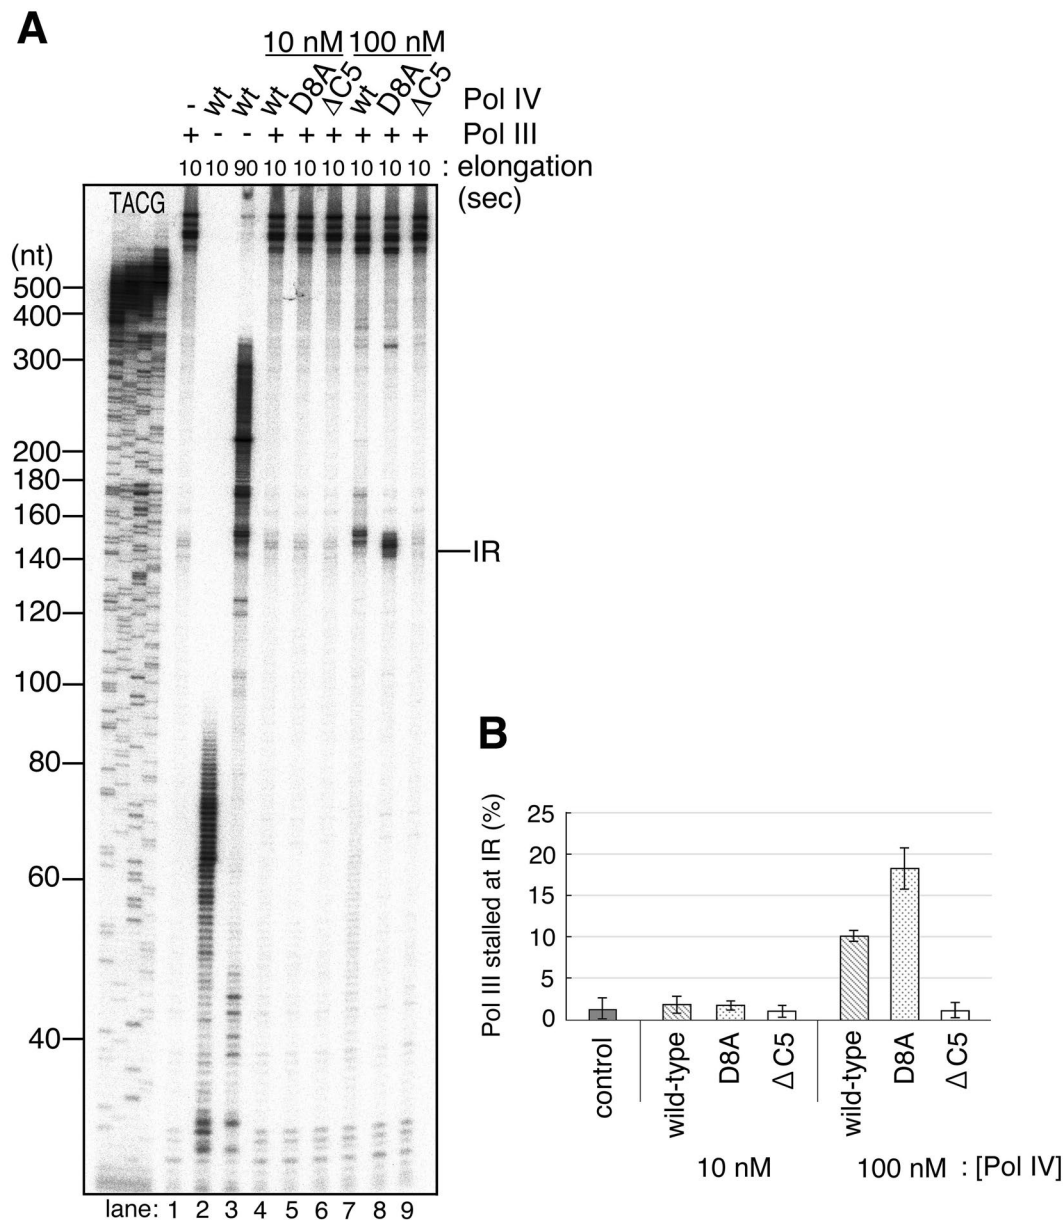 A
10 nM 100 nM
- wt wt wt D8A ΔC5 wt D8A ΔC5 Pol IV
+ - - + + + + + + Pol III
10 10 90 10 10 10 10 10 10 : elongation
(sec)
TACG
(nt)
500
400
300
200
180
160
140
IR
120
100
80
60
40
lane: 1 2 3 4 5 6 7 8 9
B
Pol III stalled at IR (%)
25
20
15
10
5
0
control wild-type D8A ΔC5 wild-type D8A ΔC5
10 nM 100 nM : [Pol IV]